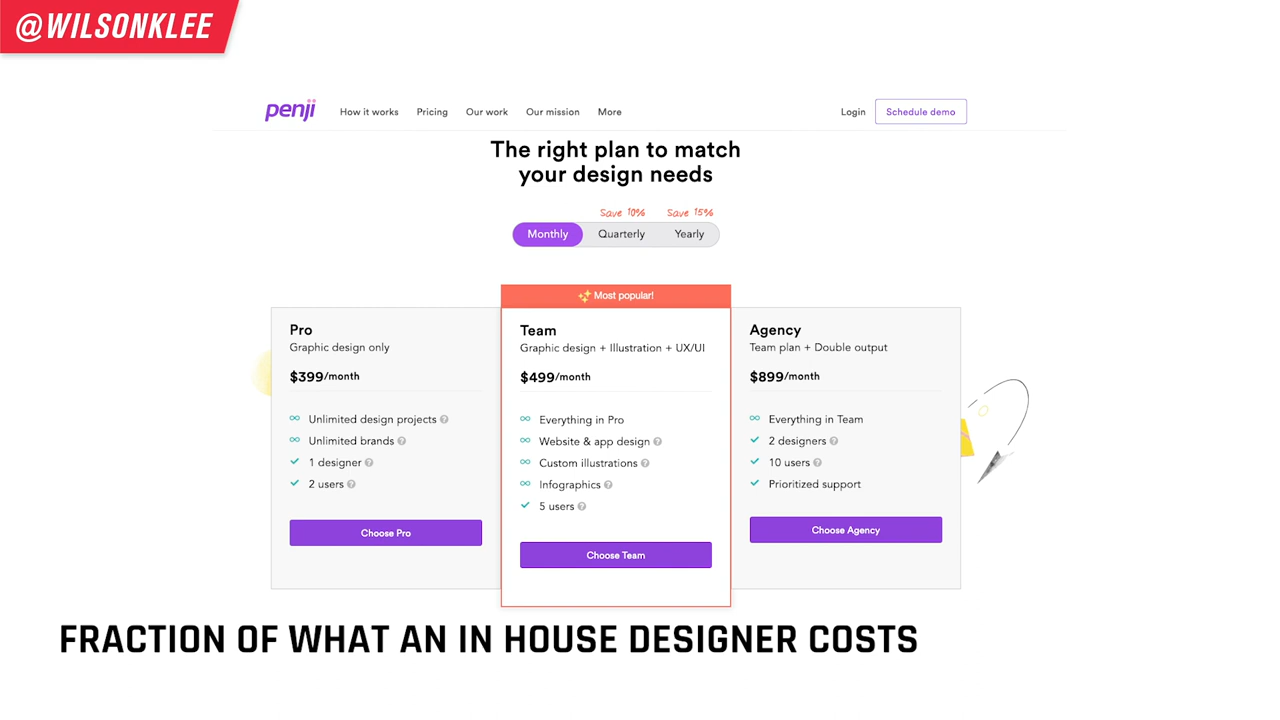 @WILSONKLEE
penji
How it works Pricing Our work Our mission More Login Schedule demo
The right plan to match
your design needs
Save 10% Save 15%
Monthly Quarterly Yearly
Pro
Graphic design only
$399/month
Unlimited design projects ?
Unlimited brands ?
1 designer ?
2 users ?
Choose Pro
Most popular!
Team
Graphic design + Illustration + UX/UI
$499/month
Everything in Pro
Website & app design ?
Custom illustrations ?
Infographics ?
5 users ?
Choose Team
Agency
Team plan + Double output
$899/month
Everything in Team
2 designers ?
10 users ?
Prioritized support
Choose Agency
FRACTION OF WHAT AN IN HOUSE DESIGNER COSTS